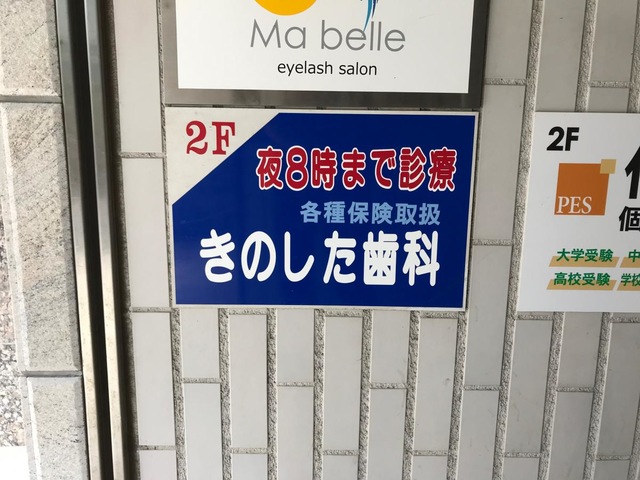 Ma belle
eyelash salon
2F
夜8時まで診療
各種保険取扱
きのした歯科
2F
PES
個
大学受験
高校受験